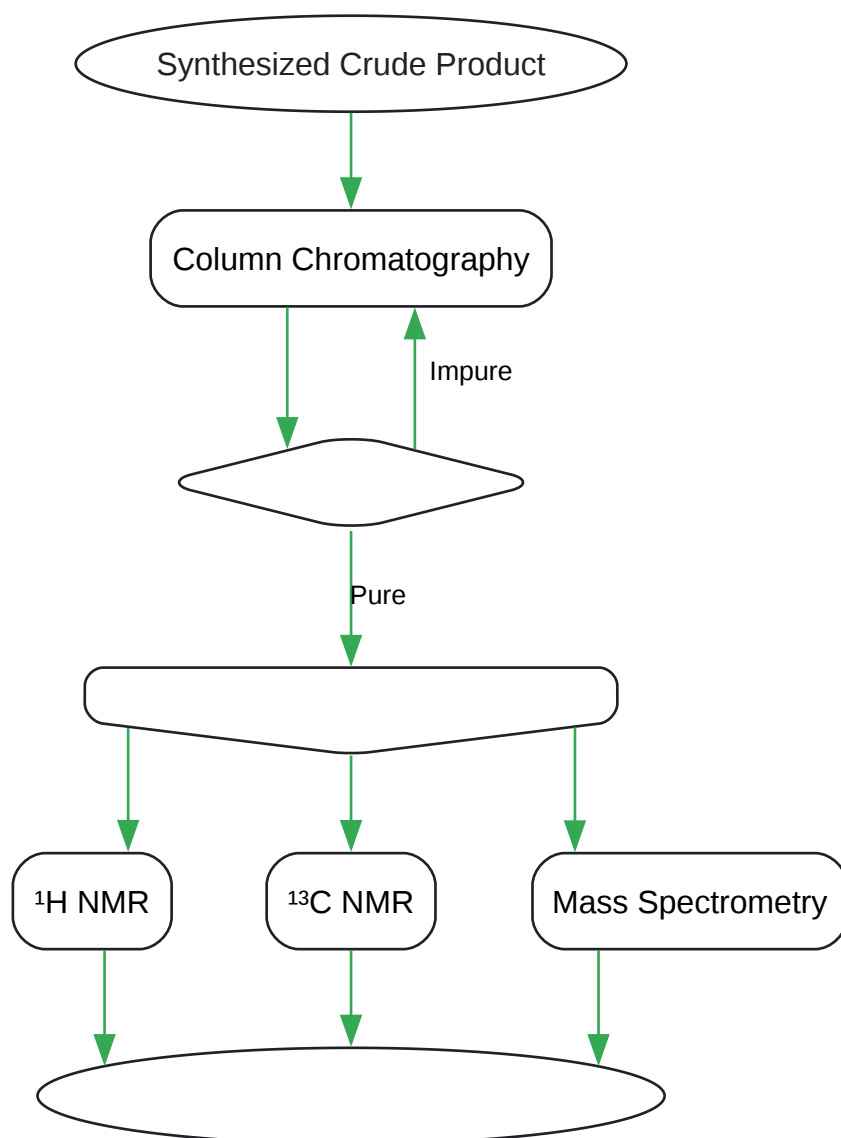 Synthesized Crude Product
Column Chromatography
Impure
Pure
¹H NMR
¹³C NMR
Mass Spectrometry